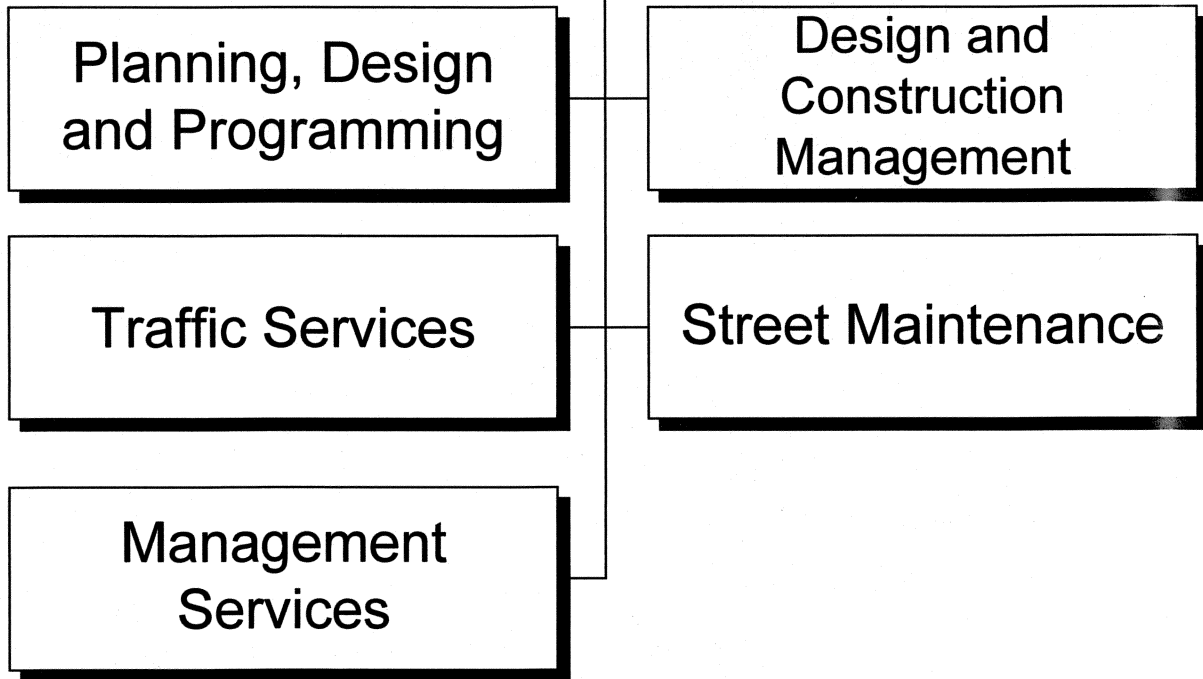 Planning, Design
and Programming
Design and
Construction
Management
Traffic Services
Street Maintenance
Management
Services